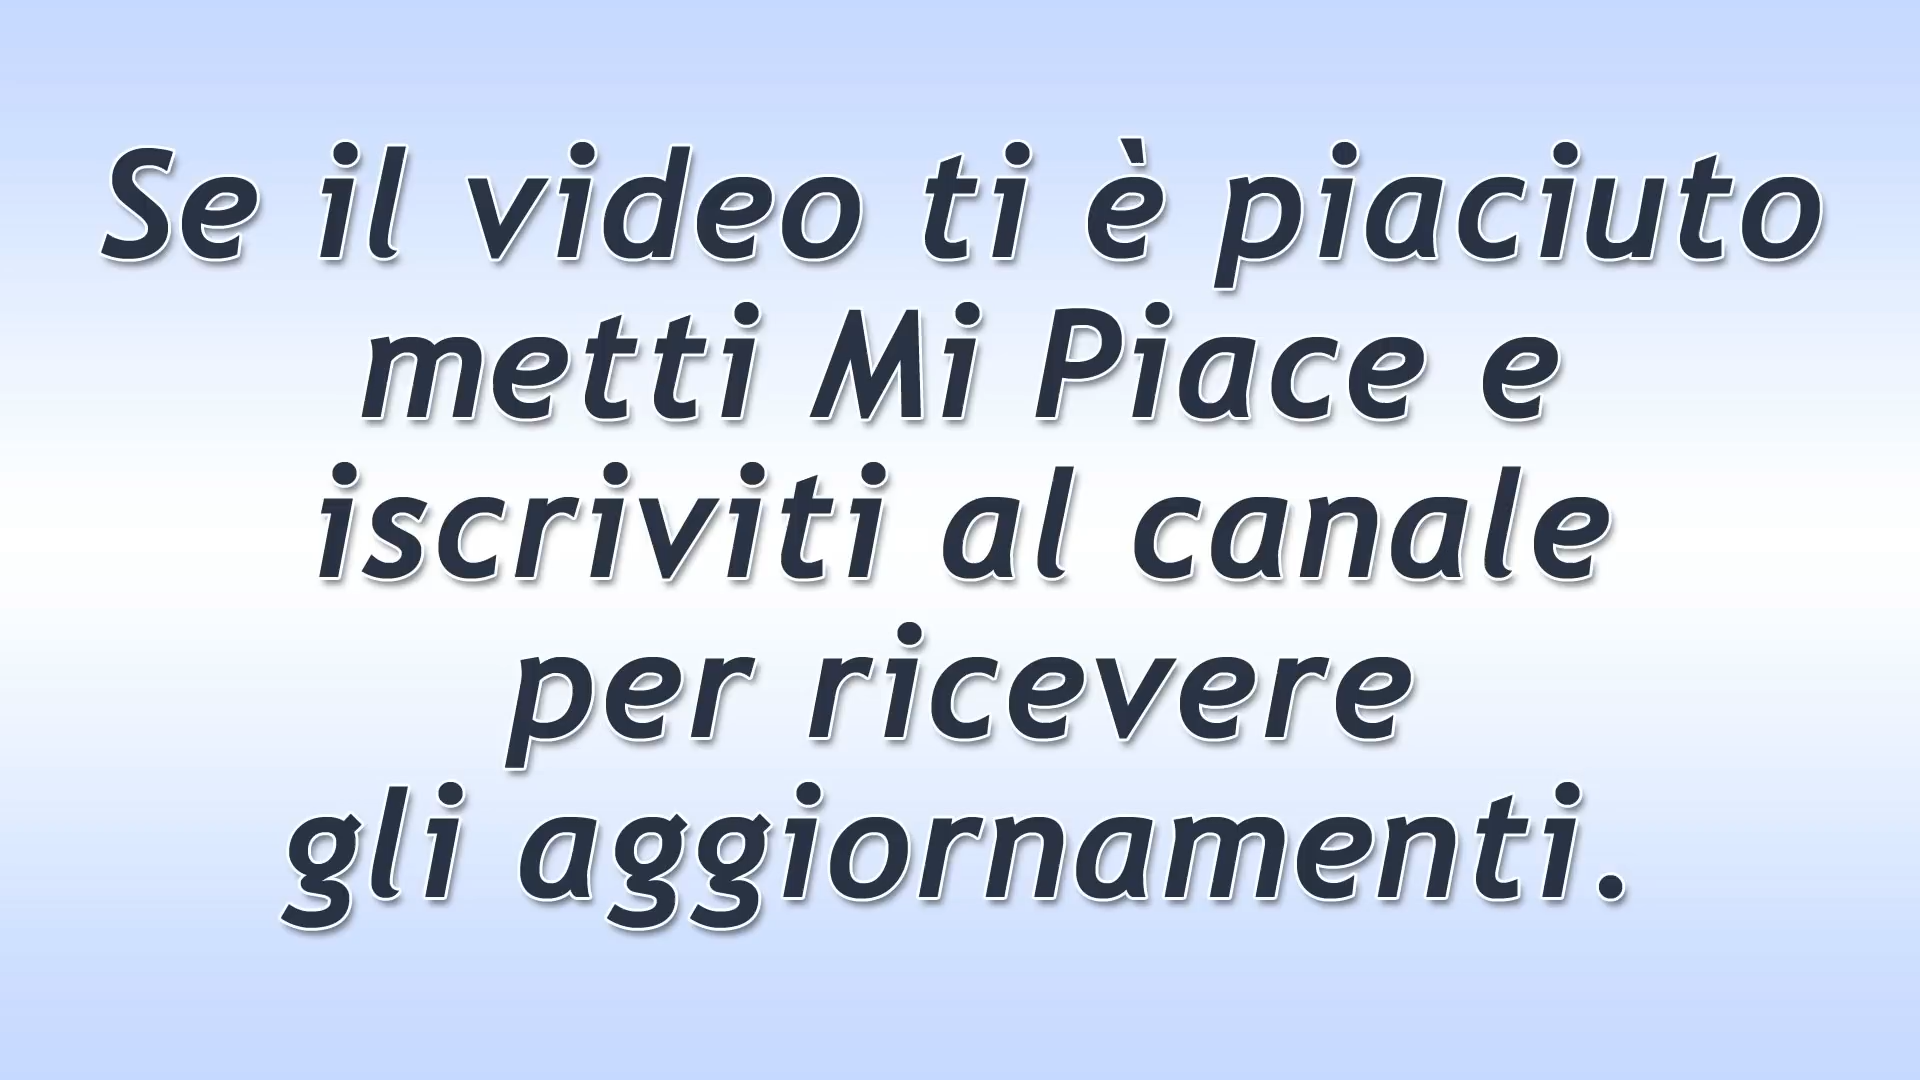 Se il video ti è piaciuto
metti Mi Piace e
iscriviti al canale
per ricevere
gli aggiornamenti.